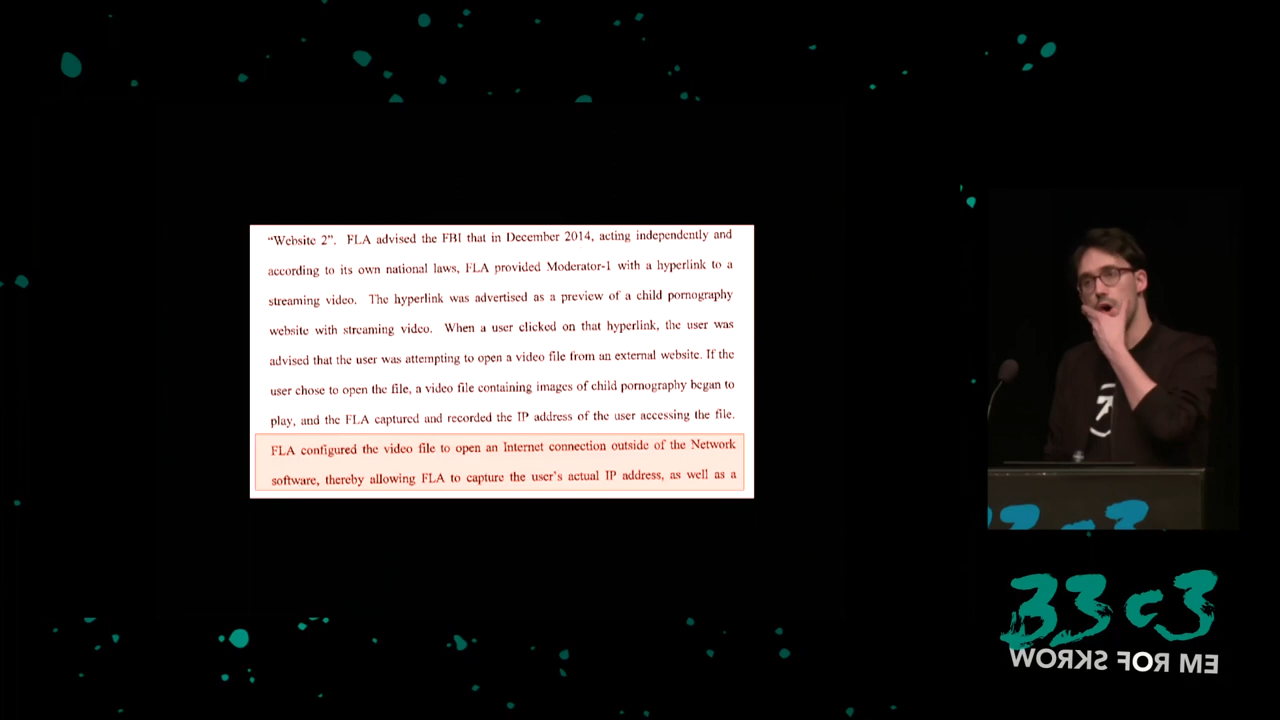 “Website 2”. FLA advised the FBI that in December 2014, acting independently and
according to its own national laws, FLA provided Moderator-1 with a hyperlink to a
streaming video. The hyperlink was advertised as a preview of a child pornography
website with streaming video. When a user clicked on that hyperlink, the user was
advised that the user was attempting to open a video file from an external website. If the
user chose to open the file, a video file containing images of child pornography began to
play, and the FLA captured and recorded the IP address of the user accessing the file.
FLA configured the video file to open an Internet connection outside of the Network
software, thereby allowing FLA to capture the user's actual IP address, as well as a
33c3
WORKS FOR ME